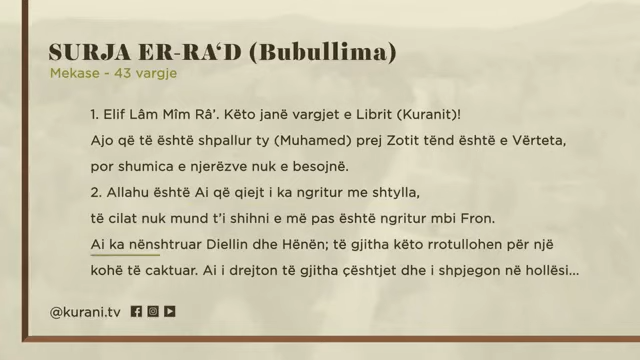 SURJA ER-RA‘D (Bubullima)
Mekase - 43 vargje
1. Elif Lâm Mîm Râ’. Këto janë vargjet e Librit (Kuranit)!
Ajo që të është shpallur ty (Muhamed) prej Zotit tënd është e Vërteta,
por shumica e njerëzve nuk e besojnë.
2. Allahu është Ai që qiejt i ka ngritur me shtylla,
të cilat nuk mund t’i shihni e më pas është ngritur mbi Fron.
Ai ka nënshtruar Diellin dhe Hënën; të gjitha këto rrotullohen për një
kohë të caktuar. Ai i drejton të gjitha çështjet dhe i shpjegon në hollësi...
@kurani.tv